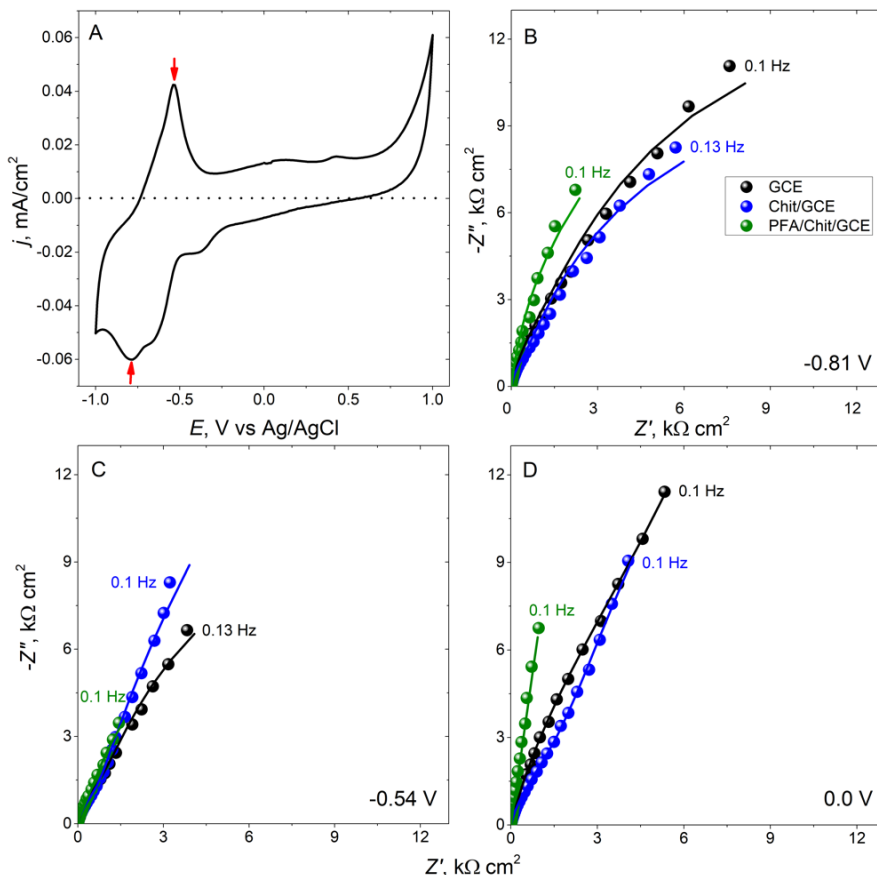 A
j, mA/cm²
0.06
0.04
0.02
0.00
-0.02
-0.04
-0.06
-1.0 -0.5 0.0 0.5 1.0
E, V vs Ag/AgCl
B
-Z″, kΩ cm²
12
9
6
3
0
0.1 Hz
0.13 Hz
0.1 Hz
GCE
Chit/GCE
PFA/Chit/GCE
-0.81 V
0 3 6 9 12
Z′, kΩ cm²
C
-Z″, kΩ cm²
12
9
6
3
0
0.1 Hz
0.13 Hz
0.1 Hz
-0.54 V
0 3 6 9 12
D
12
9
6
3
0
0.1 Hz
0.1 Hz
0.1 Hz
0.0 V
0 3 6 9 12
Z′, kΩ cm²